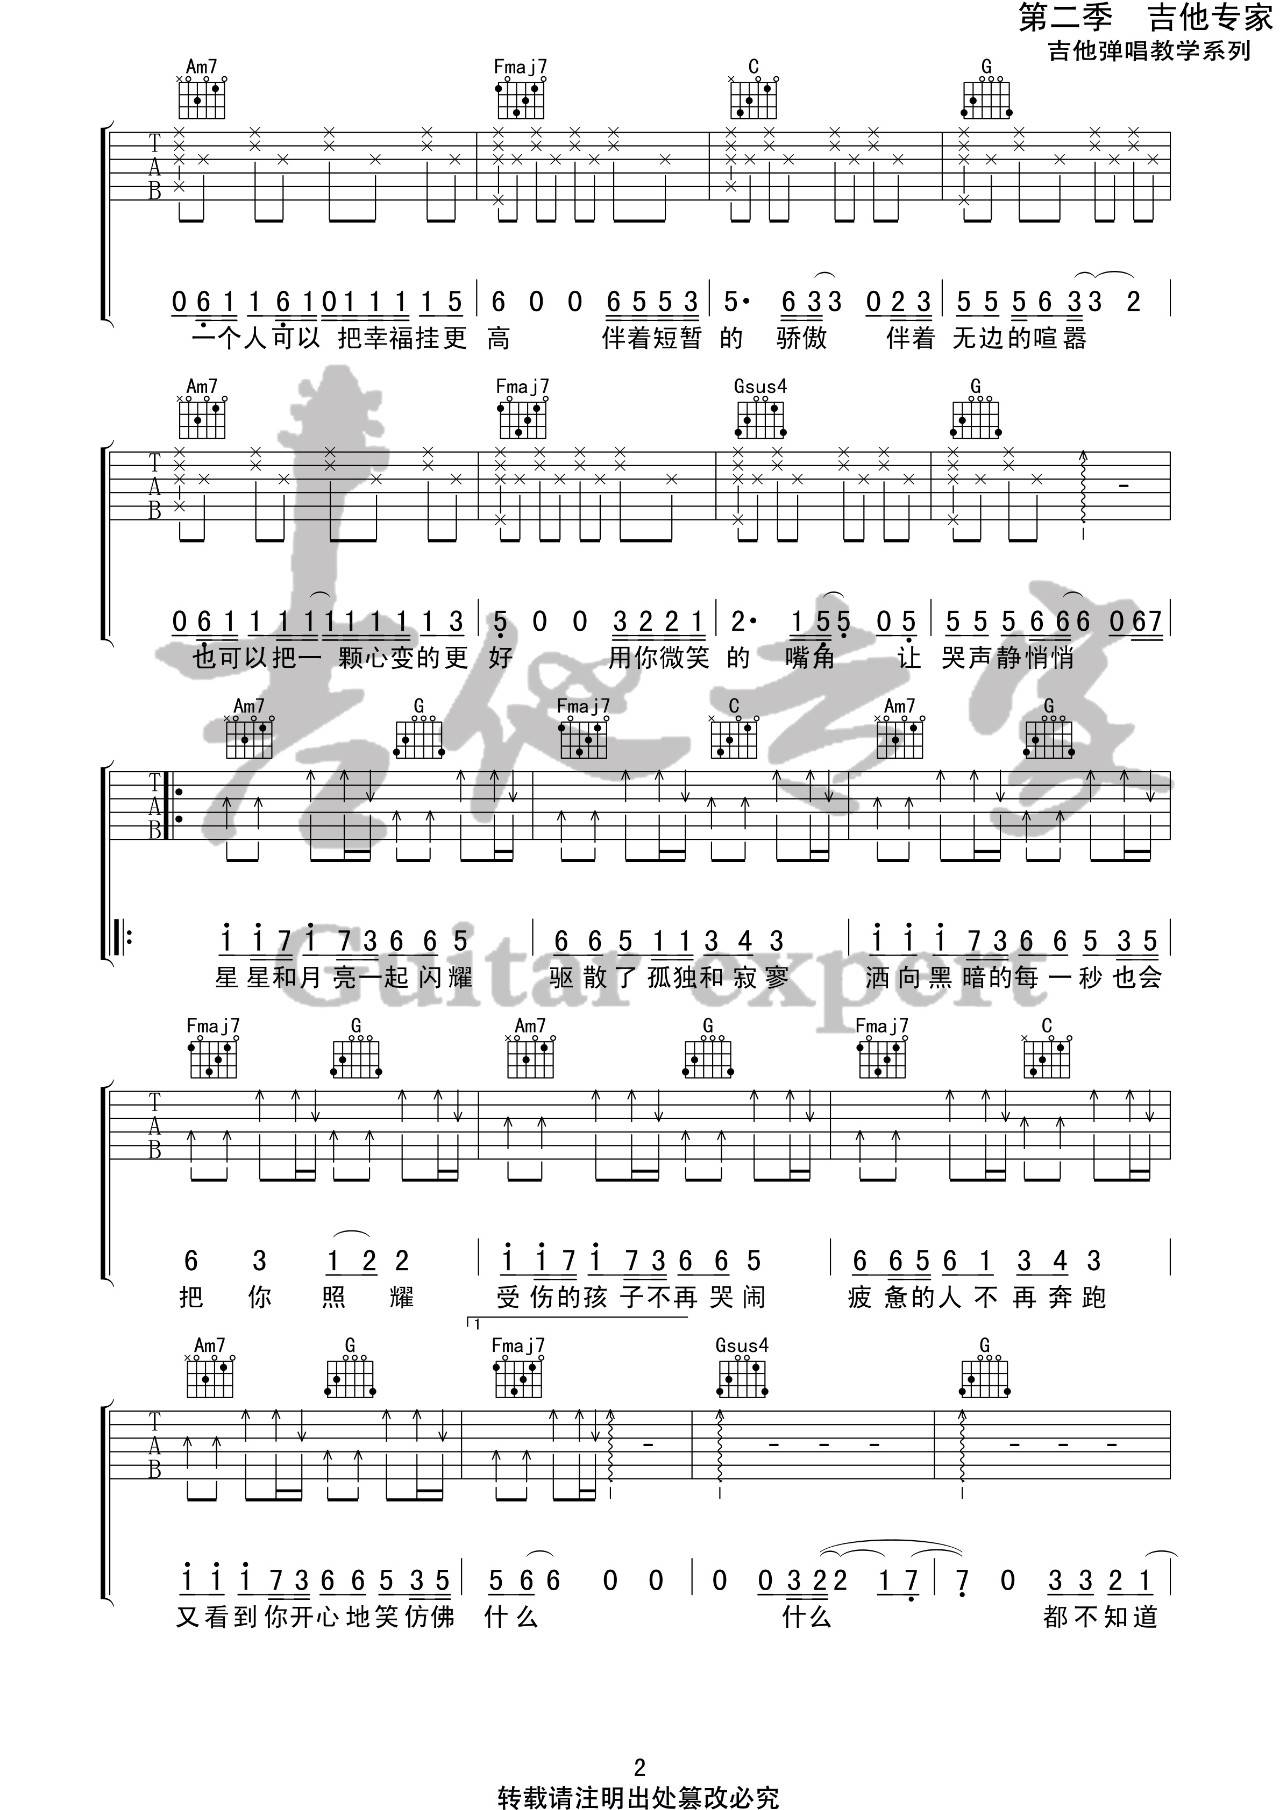 第二季 吉他专家
吉他弹唱教学系列
Am7 Fmaj7 C G
T A B
0 6 1 1 6 1 0 1 1 1 1 5 6 0 0 6 5 5 3 5· 6 3 3 0 2 3 5 5 5 6 3 3 2
一个人可以 把幸福挂更 高 伴着短暂 的 骄傲 伴着 无边的喧嚣
Am7 Fmaj7 Gsus4 G
T A B
0 6 1 1 1 1 1 1 1 1 1 3 5 0 0 3 2 2 1 2· 1 5 5 0 5 5 5 5 6 6 6 0 6 7
也可以把一 颗心变的更 好 用你微笑 的 嘴角 让 哭声静悄悄
Am7 G Fmaj7 C Am7 G
T A B
1 1 7 1 7 3 6 6 5 6 6 5 1 1 3 4 3 1 1 1 7 3 6 6 5 3 5
星星和月亮一起闪耀 驱散了孤独和寂寥 洒向黑暗的每一秒也会
Fmaj7 G Am7 G Fmaj7 C
T A B
6 3 1 2 2 1 1 7 1 7 3 6 6 5 6 6 5 6 1 3 4 3
把 你 照 耀 受伤的孩子不再哭闹 疲惫的人不再奔跑
1
Am7 G Fmaj7 Gsus4 G
T A B
1 1 1 7 3 6 6 5 3 5 5 6 6 0 0 0 0 3 2 2 1 7 7 0 3 3 2 1
又看到你开心地笑仿佛 什么 什么 都不知道
吉他专家
Guitar expert
Guitar expert
2
转载请注明出处篡改必究